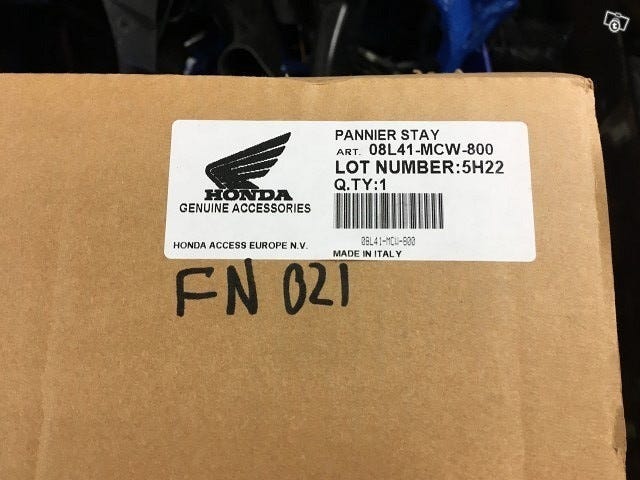 PANNIER STAY
ART. 08L41-MCW-800
LOT NUMBER:5H22
Q.TY:1
HONDA
GENUINE ACCESSORIES
08L41-MCW-800
HONDA ACCESS EUROPE N.V.
MADE IN ITALY
FN 021